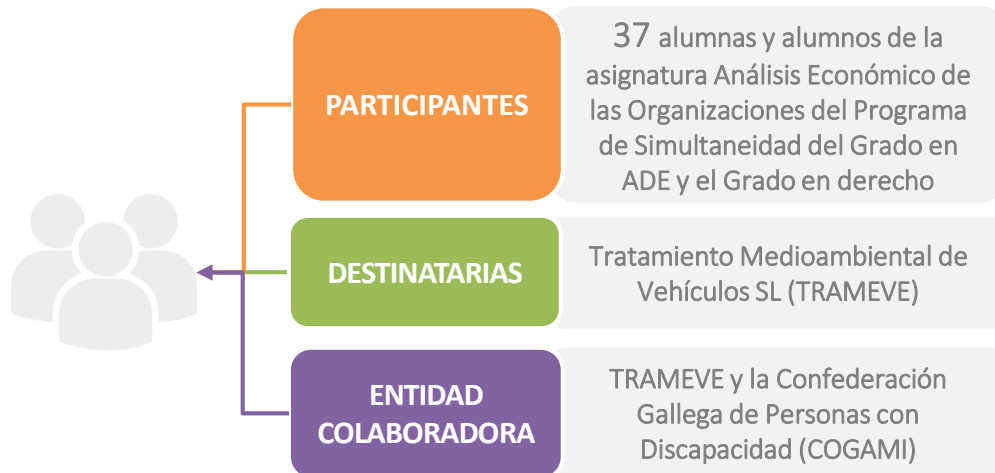 PARTICIPANTES
37 alumnas y alumnos de la
asignatura Análisis Económico de
las Organizaciones del Programa
de Simultaneidad del Grado en
ADE y el Grado en derecho
DESTINATARIAS
Tratamiento Medioambiental de
Vehículos SL (TRAMEVE)
ENTIDAD
COLABORADORA
TRAMEVE y la Confederación
Gallega de Personas con
Discapacidad (COGAMI)